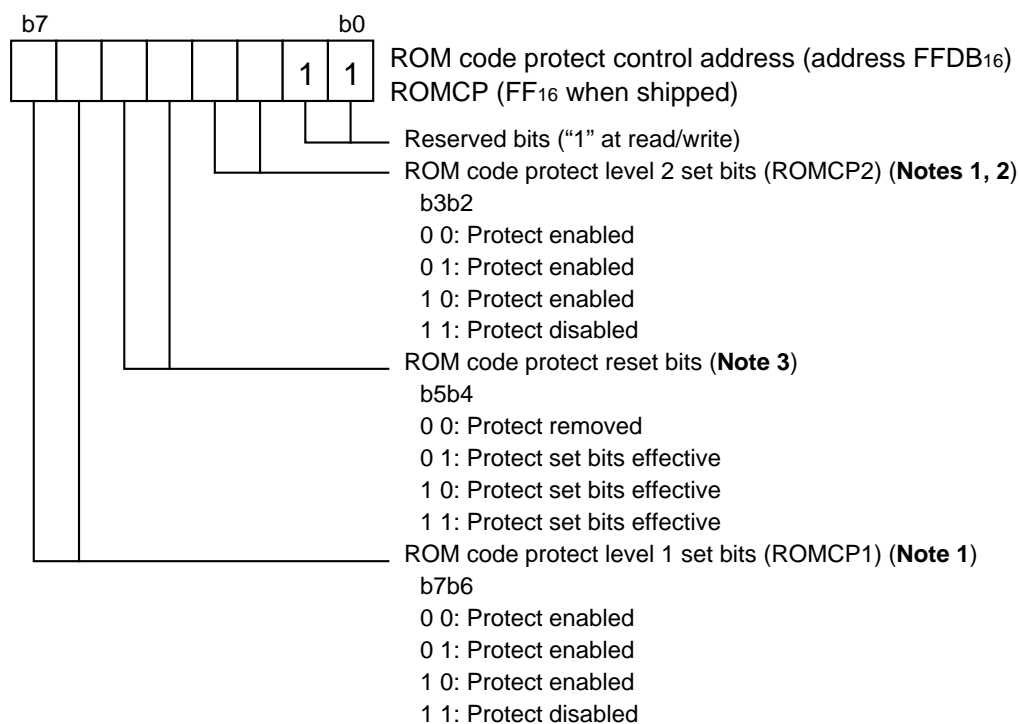 b7 b0
1 1 ROM code protect control address (address FFDB16)
ROMCP (FF16 when shipped)
Reserved bits (“1” at read/write)
ROM code protect level 2 set bits (ROMCP2) (Notes 1, 2)
b3b2
0 0: Protect enabled
0 1: Protect enabled
1 0: Protect enabled
1 1: Protect disabled
ROM code protect reset bits (Note 3)
b5b4
0 0: Protect removed
0 1: Protect set bits effective
1 0: Protect set bits effective
1 1: Protect set bits effective
ROM code protect level 1 set bits (ROMCP1) (Note 1)
b7b6
0 0: Protect enabled
0 1: Protect enabled
1 0: Protect enabled
1 1: Protect disabled